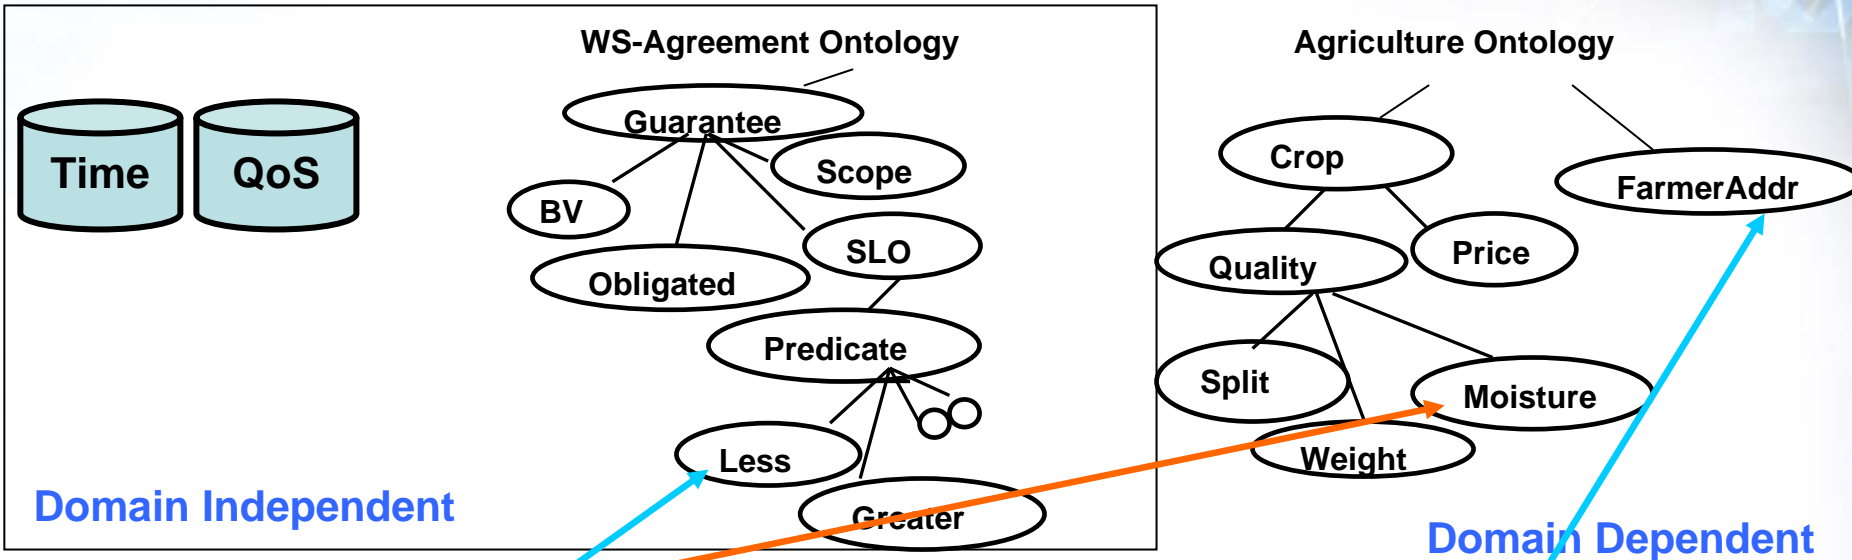 WS-Agreement Ontology
Agriculture Ontology
Time
QoS
Guarantee
Scope
BV
SLO
Obligated
Predicate
Less
Greater
Domain Independent
Crop
FarmerAddr
Quality
Price
Split
Moisture
Weight
Domain Dependent